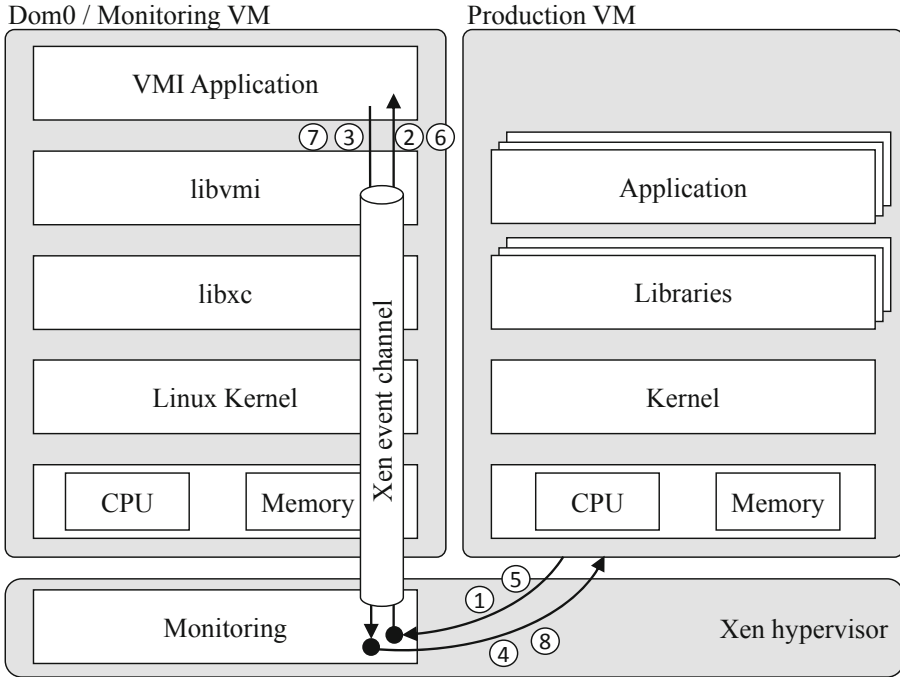 Dom0 / Monitoring VM
Production VM
VMI Application
⑦ ③ ② ⑥
libvmi
Application
libxc
Libraries
Xen event channel
Linux Kernel
Kernel
CPU
Memory
CPU
Memory
⑤
①
Monitoring
Xen hypervisor
④ ⑧